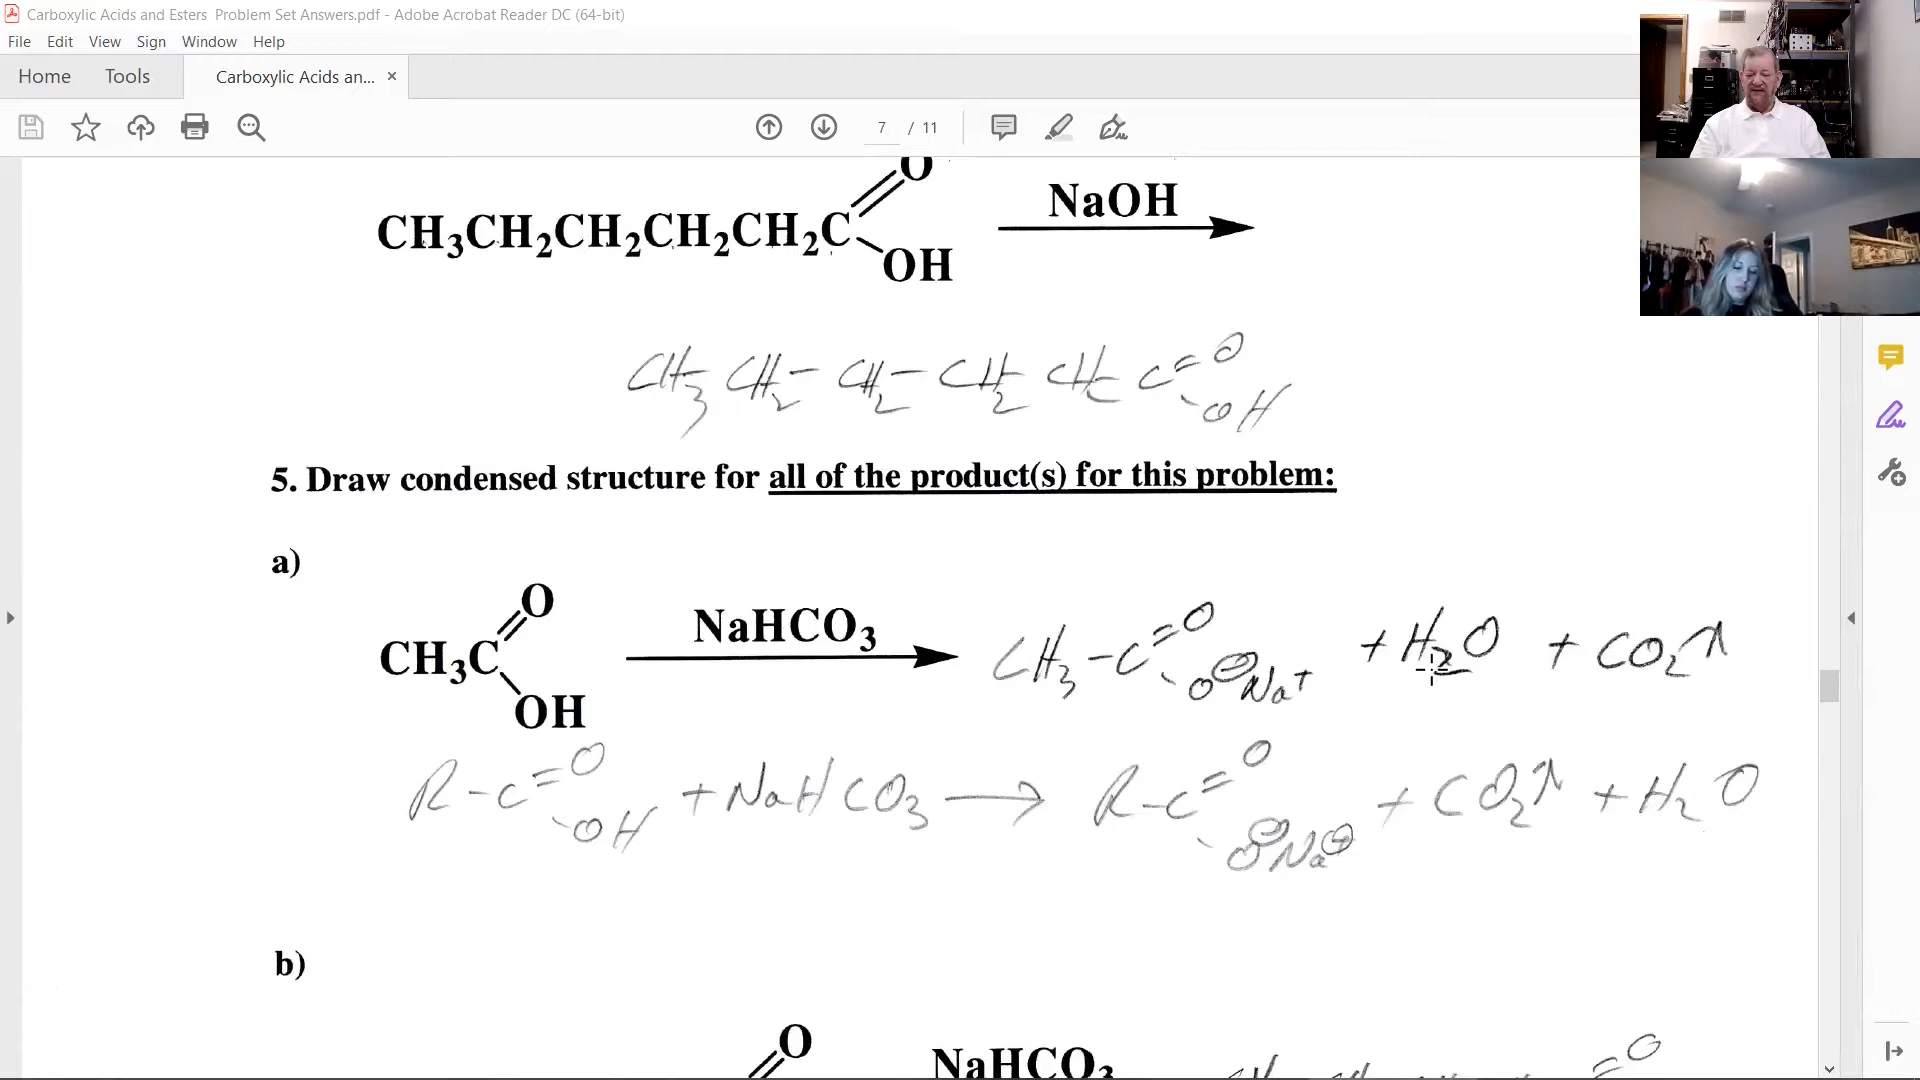 Carboxylic Acids and Esters  Problem Set Answers.pdf - Adobe Acrobat Reader DC (64-bit)
File Edit View Sign Window Help
Home Tools Carboxylic Acids an... ×
7 / 11
O
NaOH
CH₃CH₂CH₂CH₂CH₂C
OH
CH₃ CH₂ - CH₂ - CH₂ CH₂ C = O
OH
5. Draw condensed structure for all of the product(s) for this problem:
a)
O
CH₃C NaHCO₃ CH₃ - C = O O⊖Na+ + H₂O + CO₂↑
OH
R - C = O OH + NaHCO₃ → R - C = O O⊖Na⊕ + CO₂↑ + H₂O
b)
O
NaHCO₃
= O